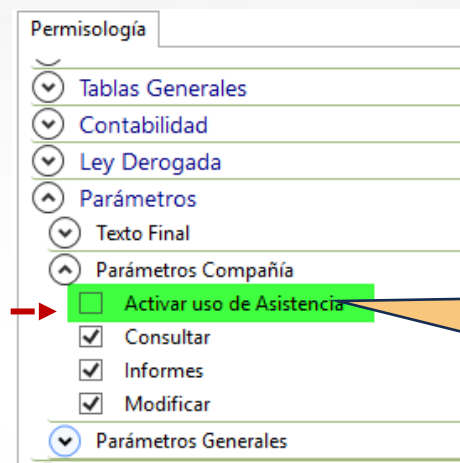 Permisología
Tablas Generales
Contabilidad
Ley Derogada
Parámetros
Texto Final
Parámetros Compañía
Activar uso de Asistencia
Consultar
Informes
Modificar
Parámetros Generales